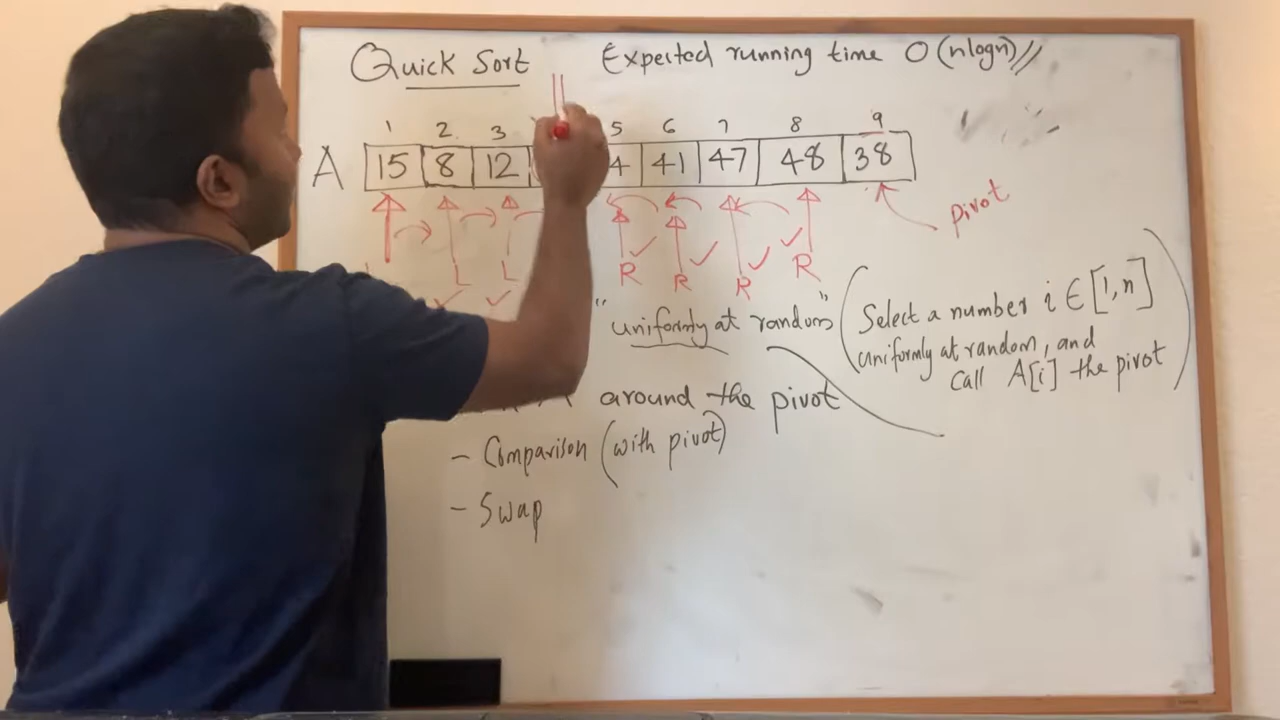 Quick Sort Expected running time O(nlogn)
1 2 3 5 6 7 8 9
A 15 8 12 4 41 47 48 38
pivot
L L R R R R
"uniformly at random" (Select a number i ∈ [1,n]
uniformly at random, and
Call A[i] the pivot)
around the pivot
- Comparison (with pivot)
- Swap